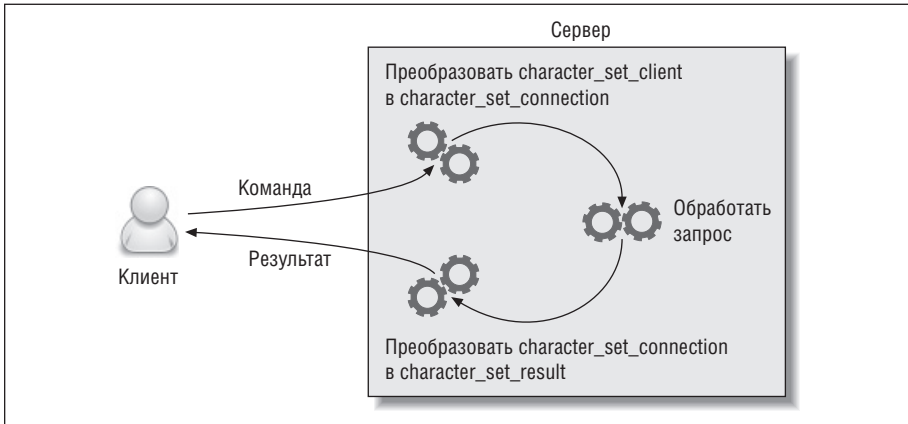 Сервер
Преобразовать character_set_client
в character_set_connection
Команда
Обработать
запрос
Результат
Клиент
Преобразовать character_set_connection
в character_set_result